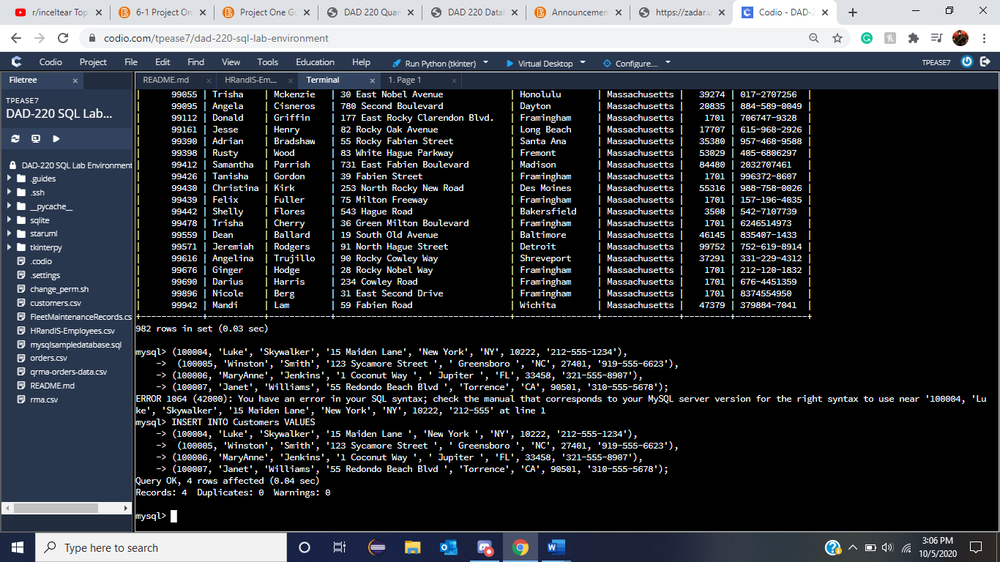 r/inceltear Top
6-1 Project On
Project One Gu
DAD 220 Quan
DAD 220 Datab
Announcemen
https://zadar.u
Codio - DAD-2
codio.com/tpease7/dad-220-sql-lab-environment
Codio Project File Edit Find View Tools Education Help Run Python (tkinter) Virtual Desktop Configure.... TPEASE7
Filetree
README.md HRandIS-Em... Terminal 1. Page 1
TPEASE7
DAD-220 SQL Lab...
DAD-220 SQL Lab Environment
.guides
.ssh
__pycache__
sqlite
staruml
tkinterpy
.codio
.settings
change_perm.sh
customers.csv
FleetMaintenanceRecords.cs
HRandIS-Employees.csv
mysqlsampledatabase.sql
orders.csv
qrma-orders-data.csv
README.md
rma.csv
| 99055 | Trisha | Mckenzie | 30 East Nobel Avenue | Honolulu | Massachusetts | 39274 | 017-2707256 |
| 99095 | Angela | Cisneros | 780 Second Boulevard | Dayton | Massachusetts | 20835 | 884-589-0049 |
| 99112 | Donald | Griffin | 177 East Rocky Clarendon Blvd. | Framingham | Massachusetts | 1701 | 706747-9328 |
| 99161 | Jesse | Henry | 82 Rocky Oak Avenue | Long Beach | Massachusetts | 17707 | 615-968-2926 |
| 99390 | Adrian | Bradshaw | 55 Rocky Fabien Street | Santa Ana | Massachusetts | 35380 | 957-468-9588 |
| 99398 | Rusty | Wood | 83 White Hague Parkway | Fremont | Massachusetts | 53029 | 405-6806297 |
| 99412 | Samantha | Parrish | 731 East Fabien Boulevard | Madison | Massachusetts | 84480 | 2032707461 |
| 99426 | Tanisha | Gordon | 39 Fabien Street | Framingham | Massachusetts | 1701 | 996372-8607 |
| 99430 | Christina | Kirk | 253 North Rocky New Road | Des Moines | Massachusetts | 55316 | 988-758-0026 |
| 99439 | Felix | Fuller | 75 Milton Freeway | Framingham | Massachusetts | 1701 | 157-196-4035 |
| 99442 | Shelly | Flores | 543 Hague Road | Bakersfield | Massachusetts | 3508 | 542-7107739 |
| 99478 | Trisha | Cherry | 36 Green Milton Boulevard | Framingham | Massachusetts | 1701 | 6246514973 |
| 99559 | Dean | Ballard | 19 South Old Avenue | Baltimore | Massachusetts | 46145 | 835407-1433 |
| 99571 | Jeremiah | Rodgers | 91 North Hague Street | Detroit | Massachusetts | 99752 | 752-619-8914 |
| 99616 | Angelina | Trujillo | 90 Rocky Cowley Way | Shreveport | Massachusetts | 37291 | 331-229-4312 |
| 99676 | Ginger | Hodge | 28 Rocky Nobel Way | Framingham | Massachusetts | 1701 | 212-120-1832 |
| 99690 | Darius | Harris | 234 Cowley Road | Framingham | Massachusetts | 1701 | 676-4451359 |
| 99896 | Nicole | Berg | 31 East Second Drive | Framingham | Massachusetts | 1701 | 8374554950 |
| 99942 | Mandi | Lam | 59 Fabien Road | Wichita | Massachusetts | 47379 | 379884-7041 |
982 rows in set (0.03 sec)
mysql> (100004, 'Luke', 'Skywalker', '15 Maiden Lane', 'New York', 'NY', 10222, '212-555-1234'),
-> (100005, 'Winston', 'Smith', '123 Sycamore Street ', ' Greensboro ', 'NC', 27401, '919-555-6623'),
-> (100006, 'MaryAnne', 'Jenkins', '1 Coconut Way ', ' Jupiter ', 'FL', 33458, '321-555-8907'),
-> (100007, 'Janet', 'Williams', '55 Redondo Beach Blvd ', 'Torrence', 'CA', 90501, '310-555-5678');
ERROR 1064 (42000): You have an error in your SQL syntax; check the manual that corresponds to your MySQL server version for the right syntax to use near '100004, 'Lu
ke', 'Skywalker', '15 Maiden Lane', 'New York', 'NY', 10222, '212-555' at line 1
mysql> INSERT INTO Customers VALUES
-> (100004, 'Luke', 'Skywalker', '15 Maiden Lane ', 'New York ', 'NY', 10222, '212-555-1234'),
-> (100005, 'Winston', 'Smith', '123 Sycamore Street ', ' Greensboro ', 'NC', 27401, '919-555-6623'),
-> (100006, 'MaryAnne', 'Jenkins', '1 Coconut Way ', ' Jupiter ', 'FL', 33458, '321-555-8907'),
-> (100007, 'Janet', 'Williams', '55 Redondo Beach Blvd ', 'Torrence', 'CA', 90501, '310-555-5678');
Query OK, 4 rows affected (0.04 sec)
Records: 4 Duplicates: 0 Warnings: 0
mysql>
Type here to search
3:06 PM
10/5/2020